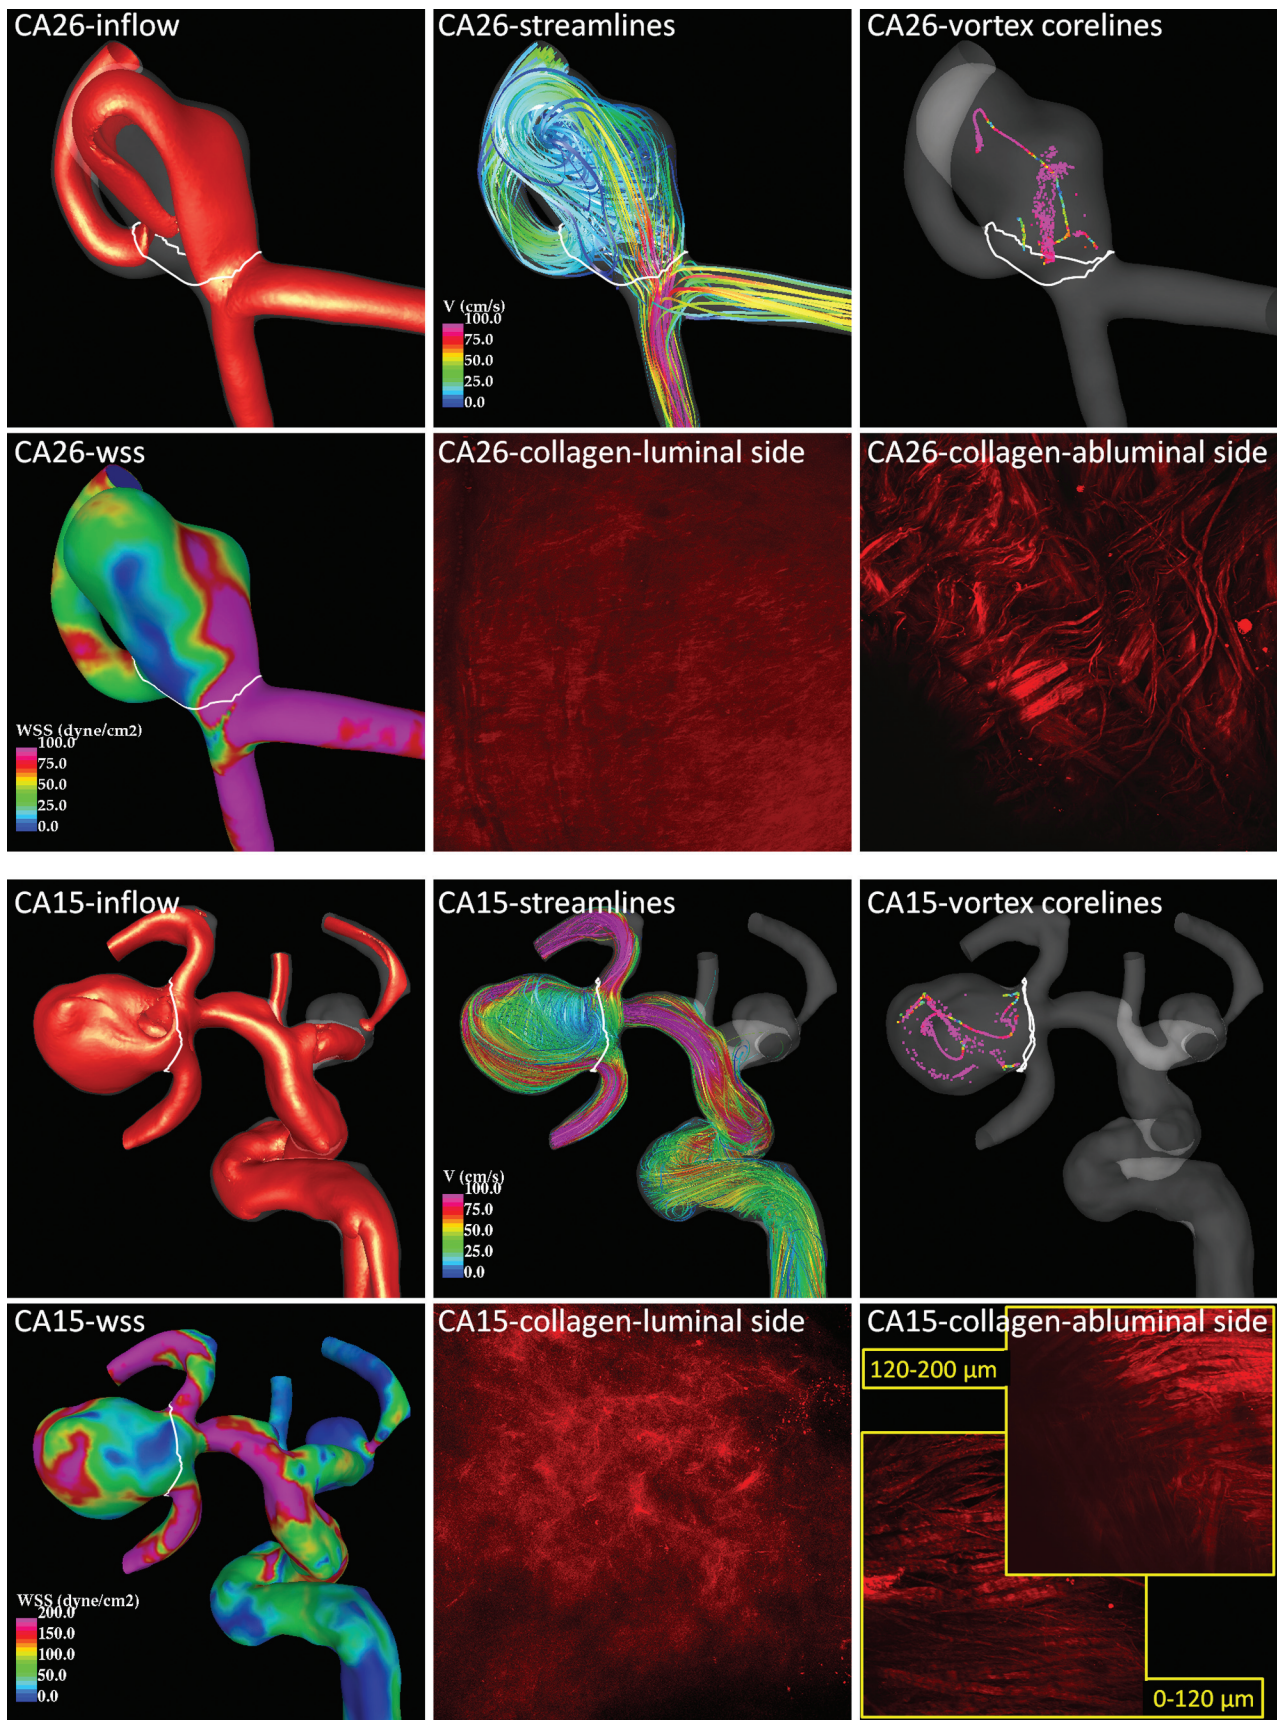 CA26-inflow
CA26-streamlines
CA26-vortex corelines
V (cm/s)
100.0
75.0
50.0
25.0
0.0
CA26-wss
CA26-collagen-luminal side
CA26-collagen-abluminal side
WSS (dyne/cm2)
100.0
75.0
50.0
25.0
0.0
CA15-inflow
CA15-streamlines
CA15-vortex corelines
V (cm/s)
100.0
75.0
50.0
25.0
0.0
CA15-wss
CA15-collagen-luminal side
CA15-collagen-abluminal side
120-200 µm
WSS (dyne/cm2)
200.0
150.0
100.0
50.0
0.0
0-120 µm